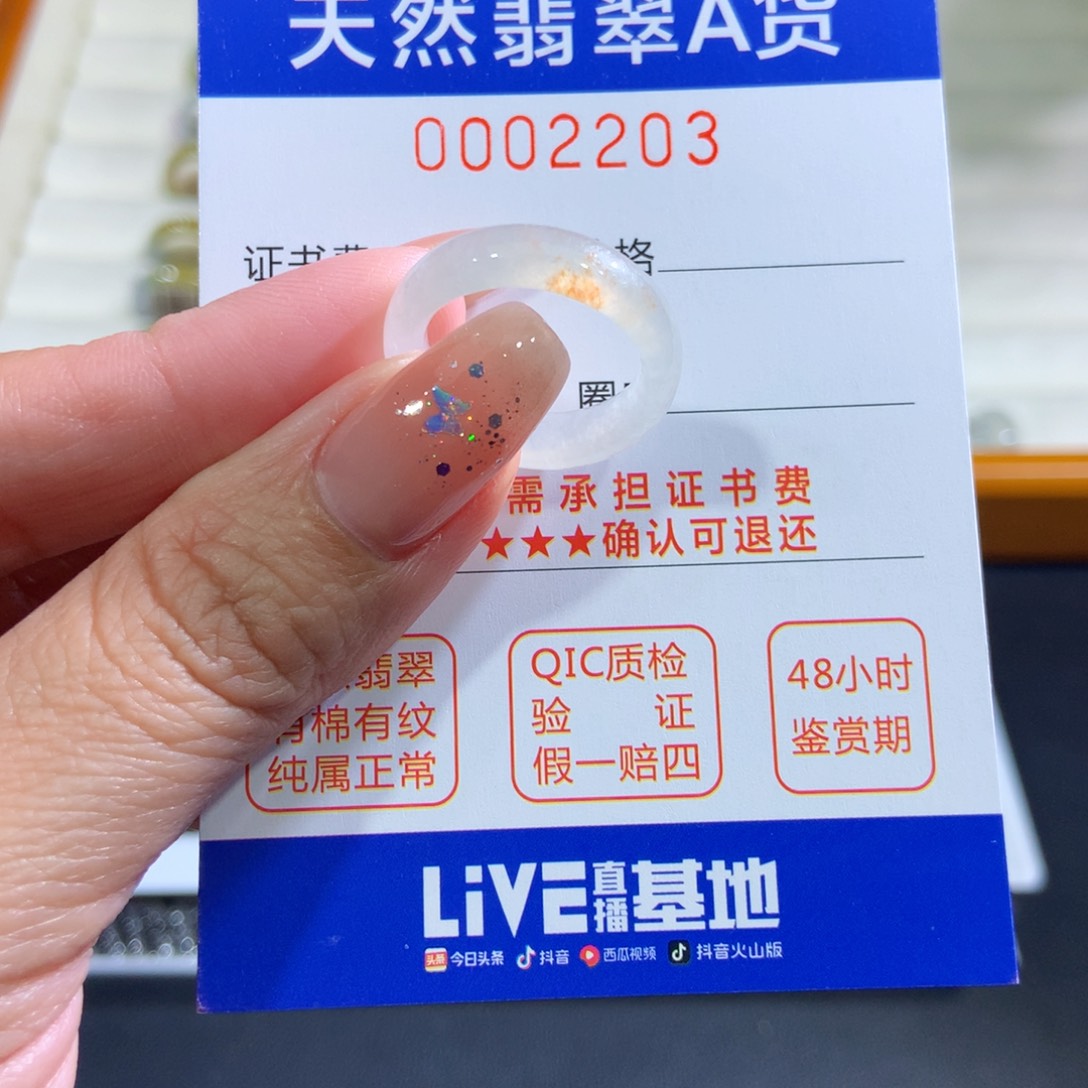 天然翡翠A货
0002203
证书费
格
圈
需承担证书费
★★★确认可退还
翡翠
有棉有纹
纯属正常
QIC质检
验 证
假一赔四
48小时
鉴赏期
LiVE直播基地
头条 今日头条 抖音 西瓜视频 抖音火山版